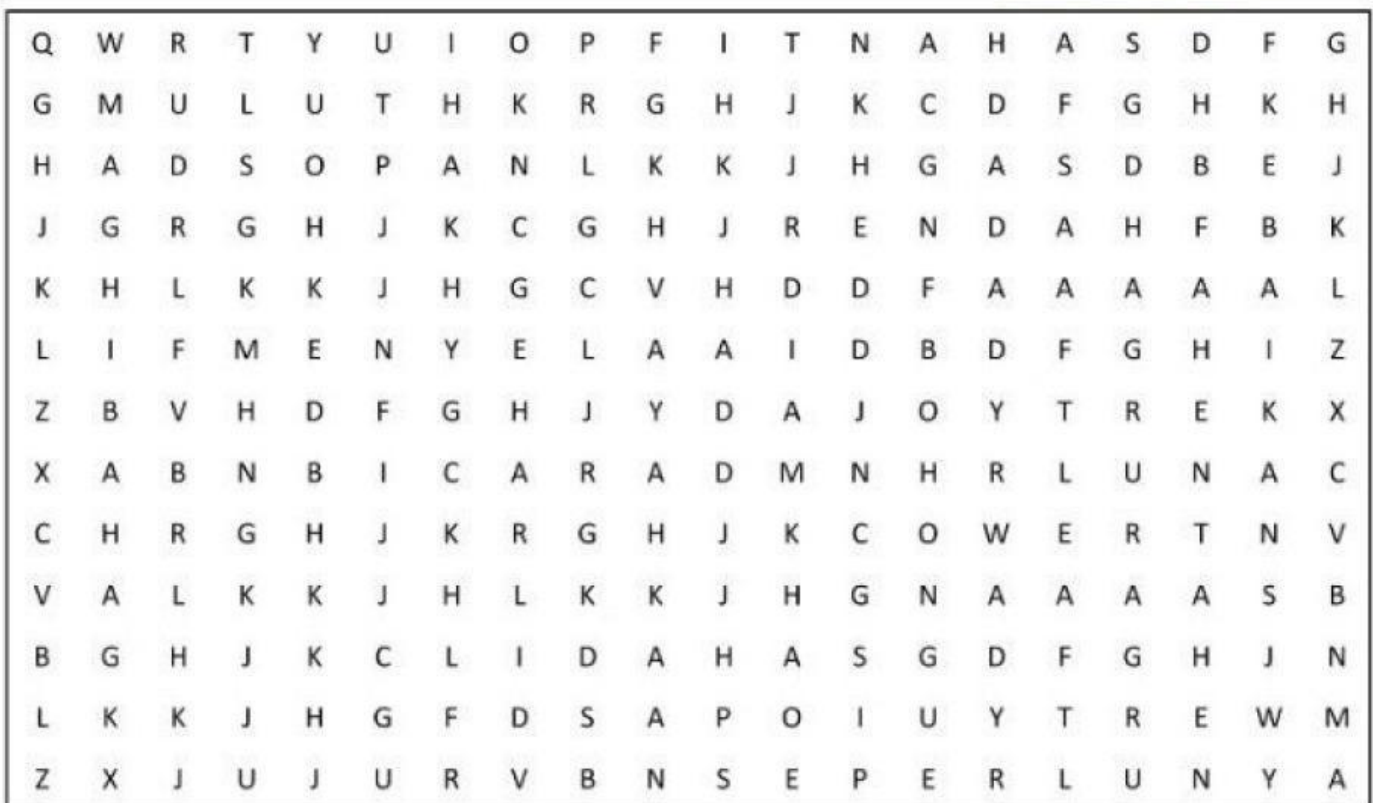 Q W R T Y U I O P F I T N A H A S D F G
G M U L U T H K R G H J K C D F G H K H
H A D S O P A N L K K J H G A S D B E J
J G R G H J K C G H J R E N D A H F B K
K H L K K J H G C V H D D F A A A A A L
L I F M E N Y E L A A I D B D F G H I Z
Z B V H D F G H J Y D A J O Y T R E K X
X A B N B I C A R A D M N H R L U N A C
C H R G H J K R G H J K C O W E R T N V
V A L K K J H L K K J H G N A A A A S B
B G H J K C L I D A H A S G D F G H J N
L K K J H G F D S A P O I U Y T R E W M
Z X J U J U R V B N S E P E R L U N Y A